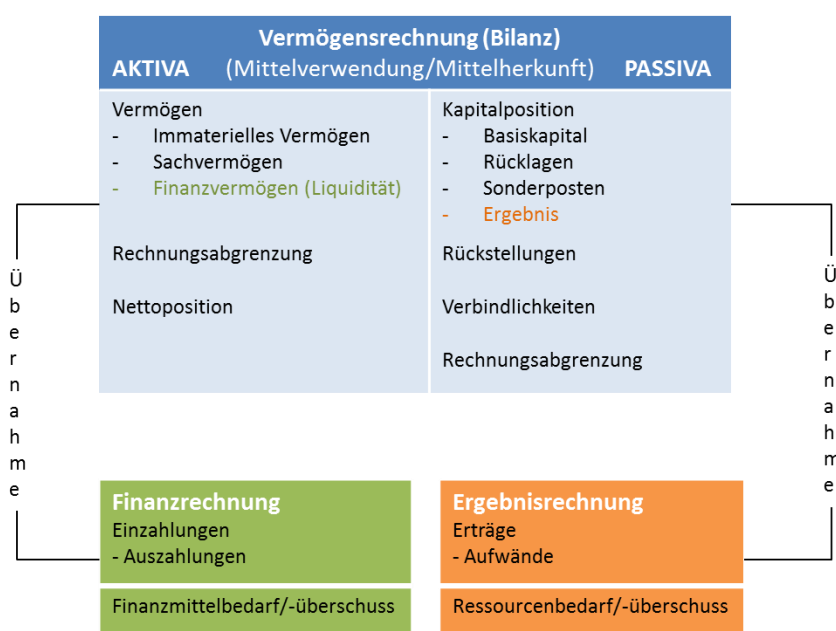 Vermögensrechnung (Bilanz)
AKTIVA (Mittelverwendung/Mittelherkunft) PASSIVA
Vermögen
- Immaterielles Vermögen
- Sachvermögen
- Finanzvermögen (Liquidität)
Rechnungsabgrenzung
Nettoposition
Kapitalposition
- Basiskapital
- Rücklagen
- Sonderposten
- Ergebnis
Rückstellungen
Verbindlichkeiten
Rechnungsabgrenzung
Übernahme
Übernahme
Finanzrechnung
Einzahlungen
- Auszahlungen
Finanzmittelbedarf/-überschuss
Ergebnisrechnung
Erträge
- Aufwände
Ressourcenbedarf/-überschuss